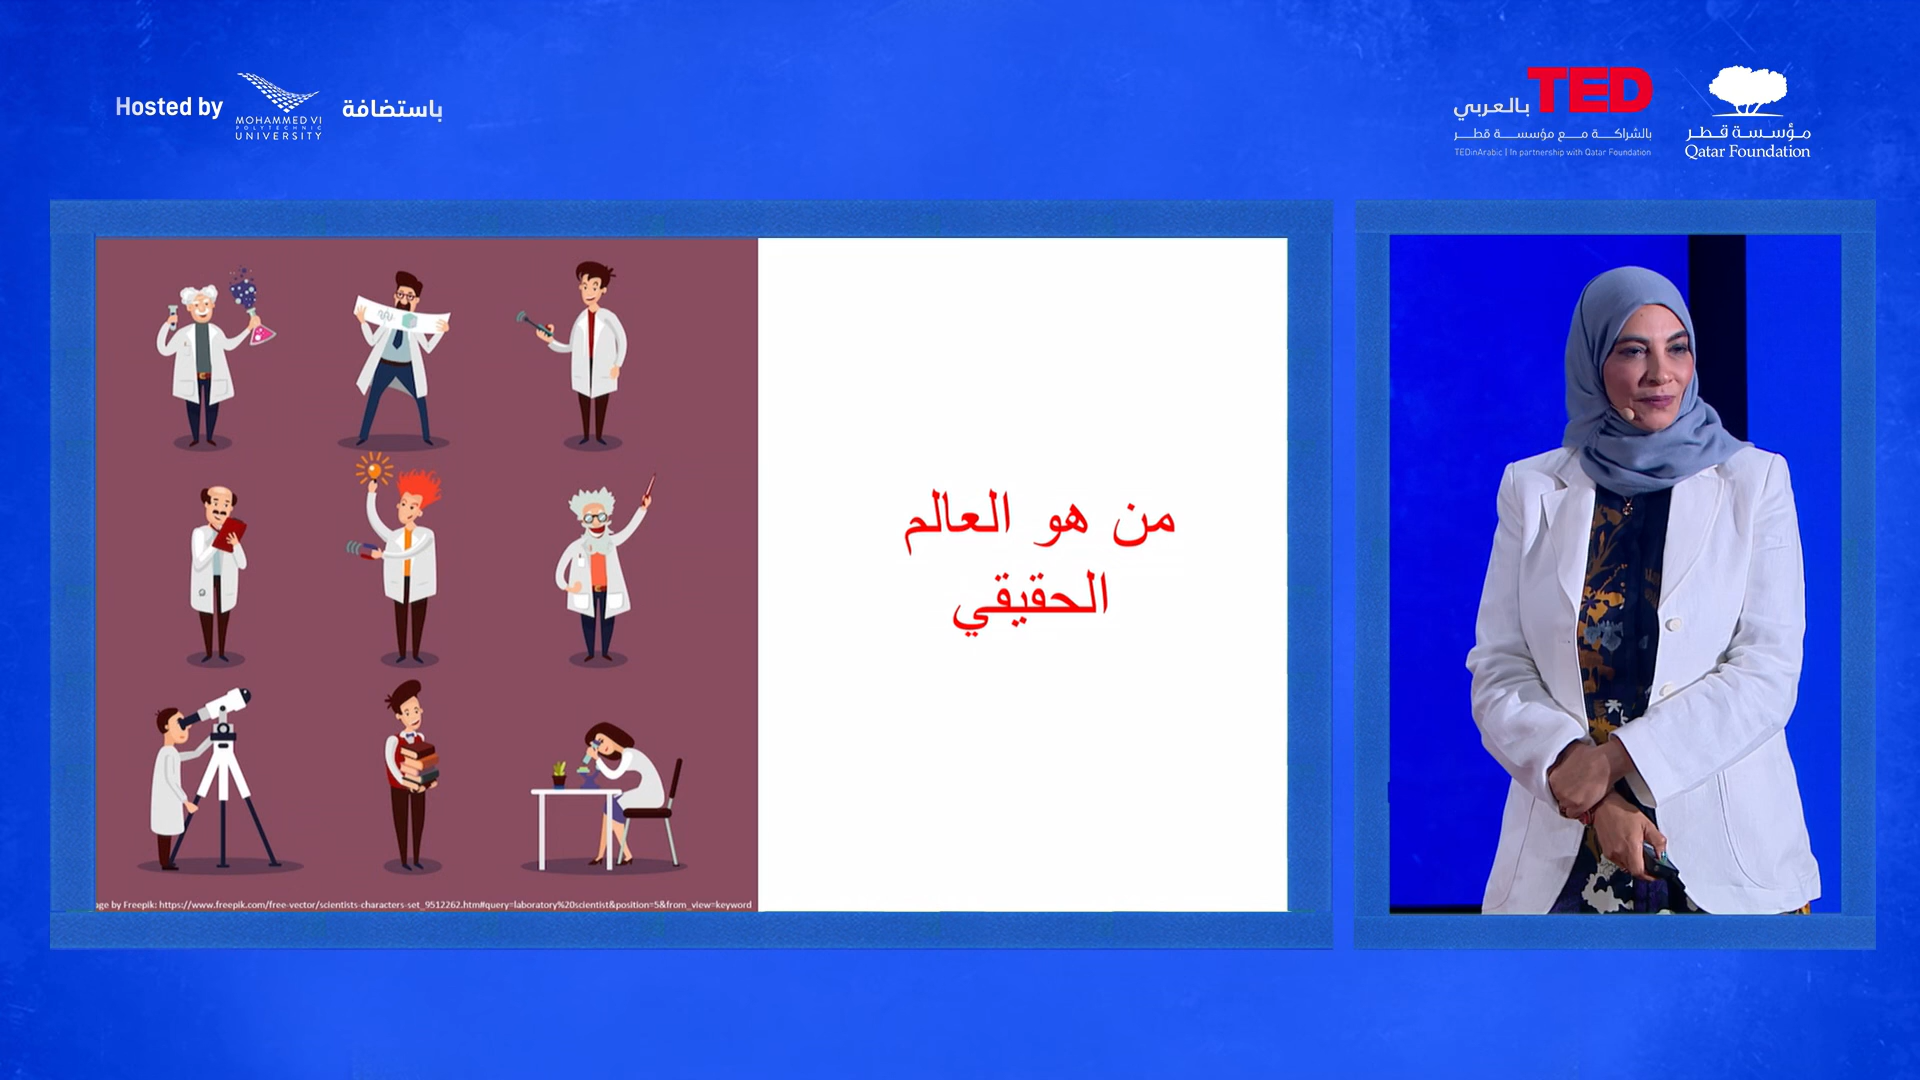 Hosted by
MOHAMMED VI
POLYTECHNIC
UNIVERSITY
باستضافة
TED بالعربي
بالشراكة مع مؤسسة قطر
TEDinArabic | In partnership with Qatar Foundation
مؤسسة قطر
Qatar Foundation
من هو العالم
الحقيقي
age by Freepik: https://www.freepik.com/free-vector/scientists-characters-set_9512262.htm#query=laboratory%20scientist&position=5&from_view=keyword